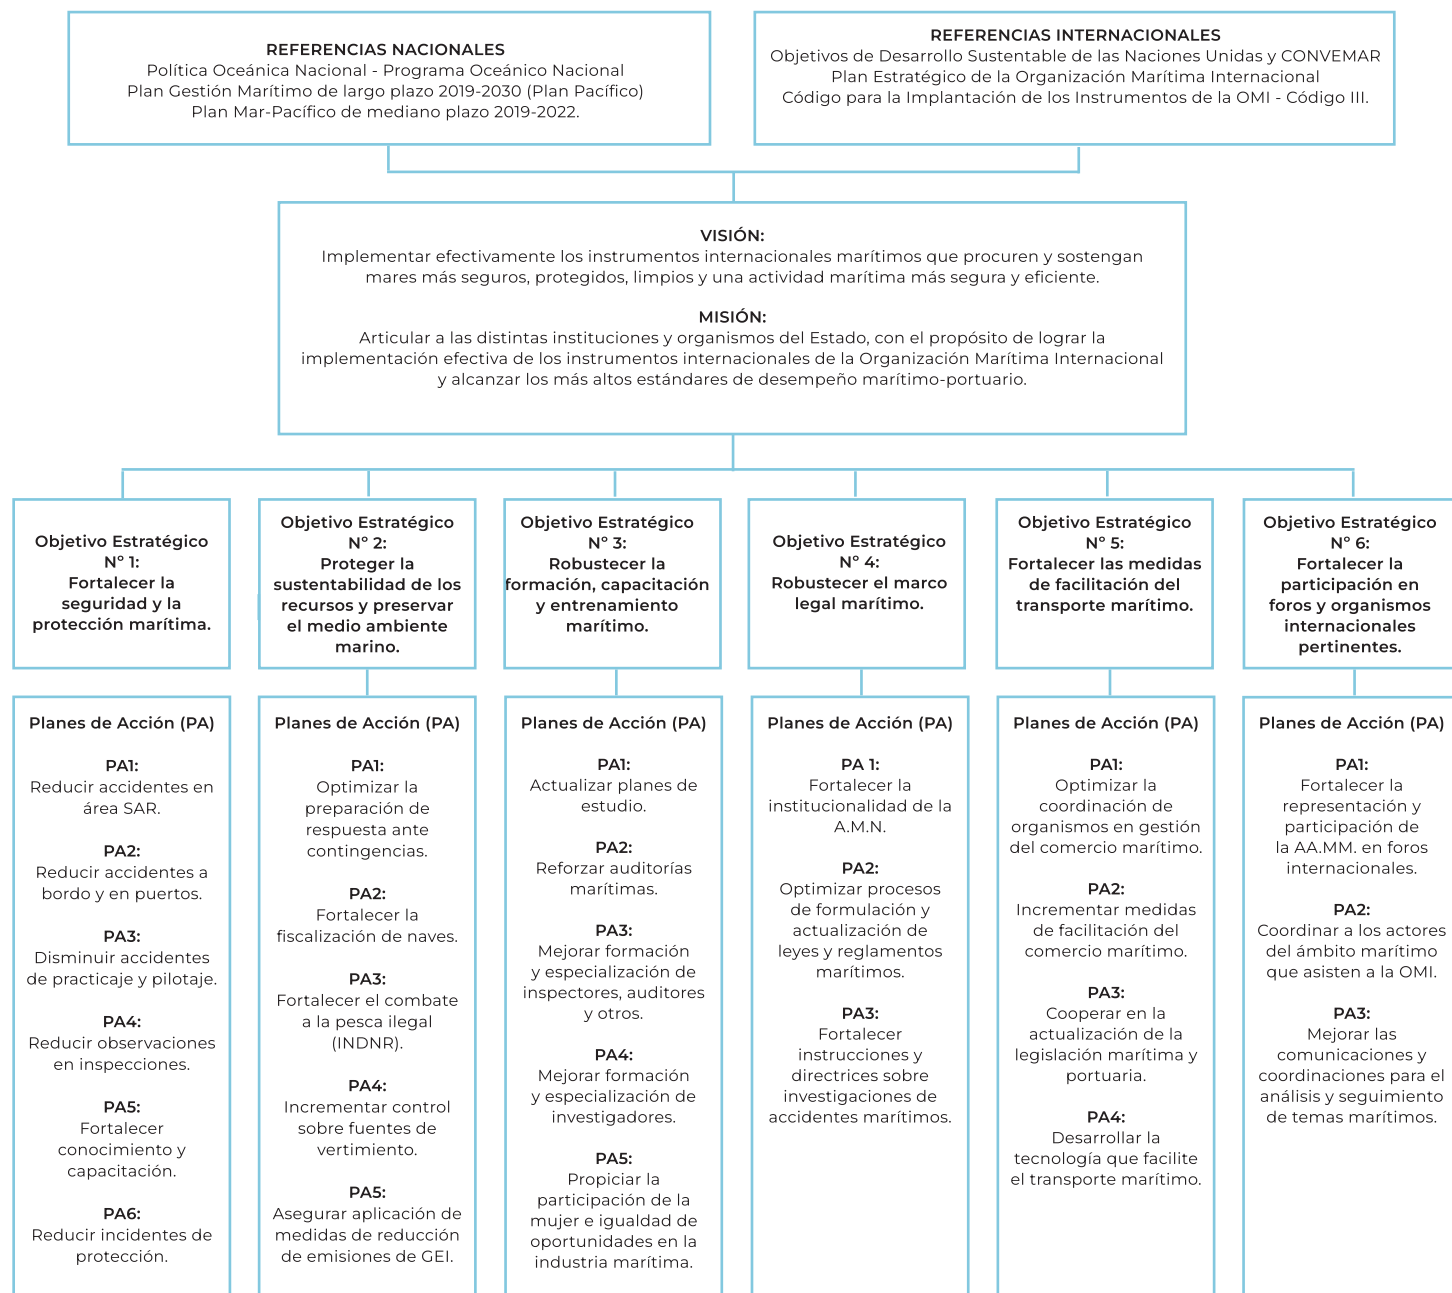 REFERENCIAS NACIONALES
Política Oceánica Nacional - Programa Oceánico Nacional
Plan Gestión Marítimo de largo plazo 2019-2030 (Plan Pacífico)
Plan Mar-Pacífico de mediano plazo 2019-2022.
REFERENCIAS INTERNACIONALES
Objetivos de Desarrollo Sustentable de las Naciones Unidas y CONVEMAR
Plan Estratégico de la Organización Marítima Internacional
Código para la Implantación de los Instrumentos de la OMI - Código III.
VISIÓN:
Implementar efectivamente los instrumentos internacionales marítimos que procuren y sostengan
mares más seguros, protegidos, limpios y una actividad marítima más segura y eficiente.
MISIÓN:
Articular a las distintas instituciones y organismos del Estado, con el propósito de lograr la
implementación efectiva de los instrumentos internacionales de la Organización Marítima Internacional
y alcanzar los más altos estándares de desempeño marítimo-portuario.
Objetivo Estratégico
Nº 1:
Fortalecer la
seguridad y la
protección marítima.
Objetivo Estratégico
Nº 2:
Proteger la
sustentabilidad de los
recursos y preservar
el medio ambiente
marino.
Objetivo Estratégico
Nº 3:
Robustecer la
formación, capacitación
y entrenamiento
marítimo.
Objetivo Estratégico
Nº 4:
Robustecer el marco
legal marítimo.
Objetivo Estratégico
Nº 5:
Fortalecer las medidas
de facilitación del
transporte marítimo.
Objetivo Estratégico
Nº 6:
Fortalecer la
participación en
foros y organismos
internacionales
pertinentes.
Planes de Acción (PA)
PA1:
Reducir accidentes en
área SAR.
PA2:
Reducir accidentes a
bordo y en puertos.
PA3:
Disminuir accidentes
de practicaje y pilotaje.
PA4:
Reducir observaciones
en inspecciones.
PA5:
Fortalecer
conocimiento y
capacitación.
PA6:
Reducir incidentes de
protección.
Planes de Acción (PA)
PA1:
Optimizar la
preparación de
respuesta ante
contingencias.
PA2:
Fortalecer la
fiscalización de naves.
PA3:
Fortalecer el combate
a la pesca ilegal
(INDNR).
PA4:
Incrementar control
sobre fuentes de
vertimiento.
PA5:
Asegurar aplicación de
medidas de reducción
de emisiones de GEI.
Planes de Acción (PA)
PA1:
Actualizar planes de
estudio.
PA2:
Reforzar auditorías
marítimas.
PA3:
Mejorar formación
y especialización de
inspectores, auditores
y otros.
PA4:
Mejorar formación
y especialización de
investigadores.
PA5:
Propiciar la
participación de la
mujer e igualdad de
oportunidades en la
industria marítima.
Planes de Acción (PA)
PA 1:
Fortalecer la
institucionalidad de la
A.M.N.
PA2:
Optimizar procesos
de formulación y
actualización de
leyes y reglamentos
marítimos.
PA3:
Fortalecer
instrucciones y
directrices sobre
investigaciones de
accidentes marítimos.
Planes de Acción (PA)
PA1:
Optimizar la
coordinación de
organismos en gestión
del comercio marítimo.
PA2:
Incrementar medidas
de facilitación del
comercio marítimo.
PA3:
Cooperar en la
actualización de la
legislación marítima y
portuaria.
PA4:
Desarrollar la
tecnología que facilite
el transporte marítimo.
Planes de Acción (PA)
PA1:
Fortalecer la
representación y
participación de
la AA.MM. en foros
internacionales.
PA2:
Coordinar a los actores
del ámbito marítimo
que asisten a la OMI.
PA3:
Mejorar las
comunicaciones y
coordinaciones para el
análisis y seguimiento
de temas marítimos.